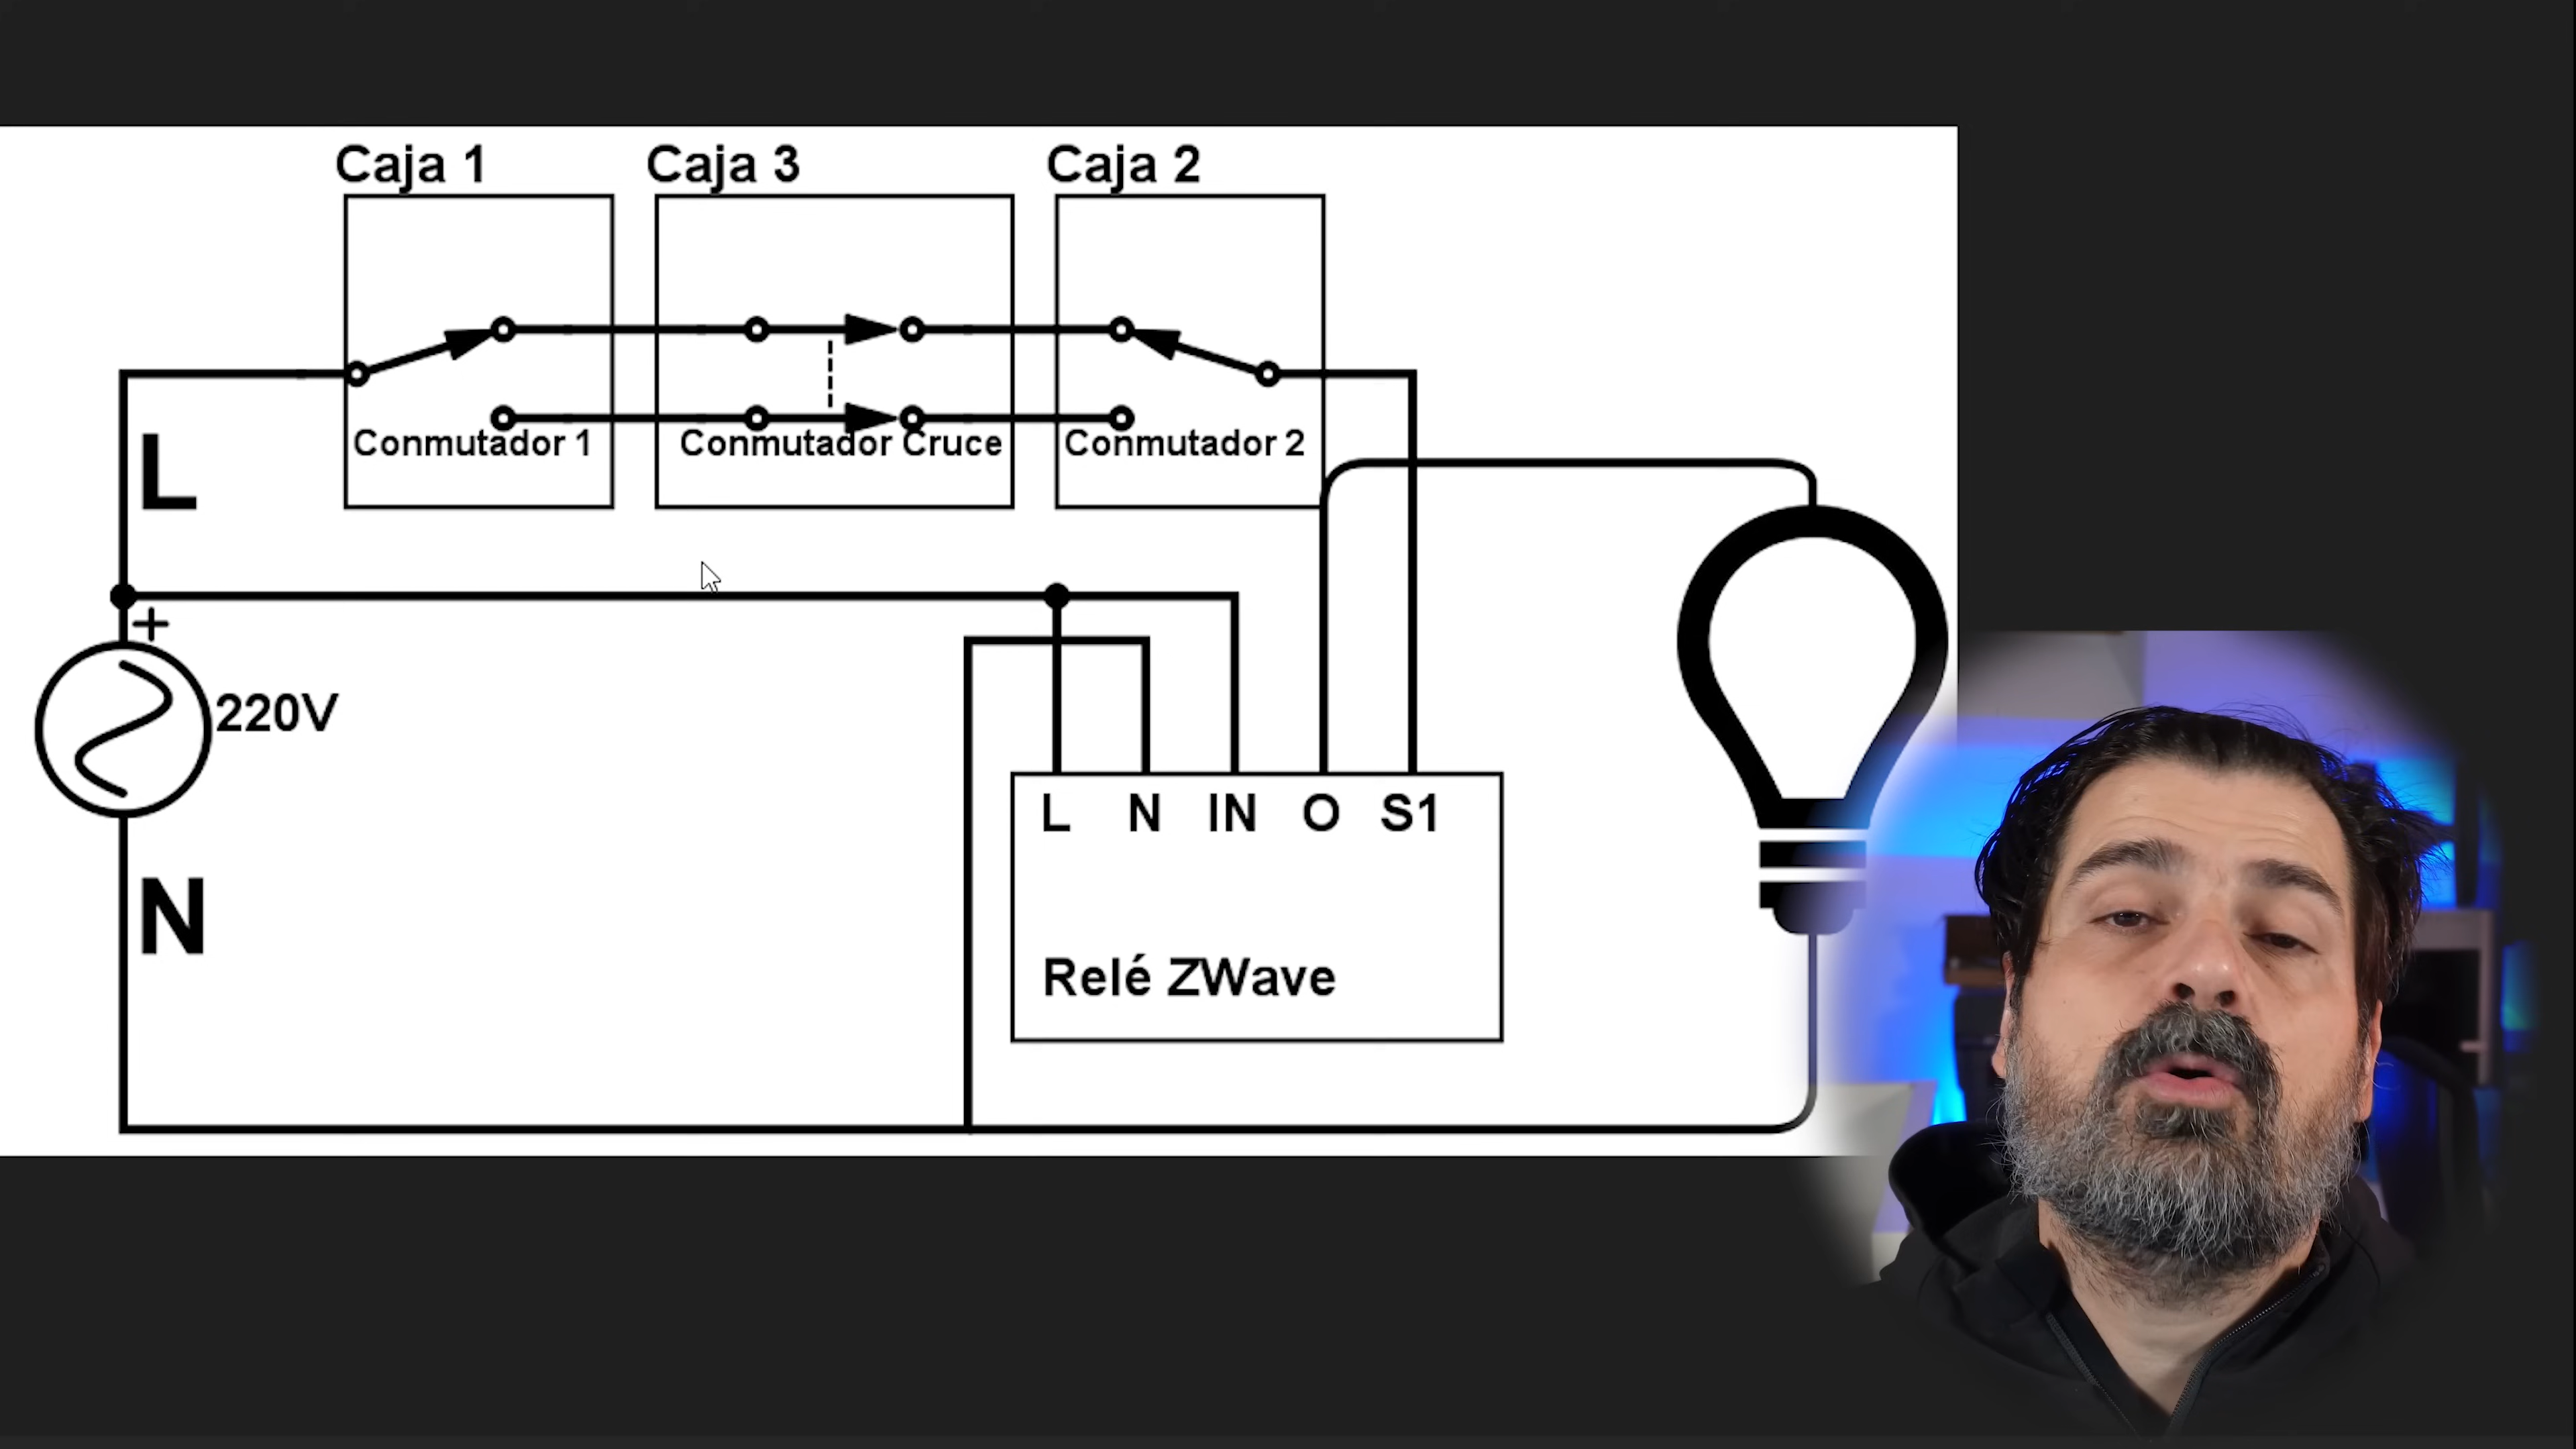 Caja 1
Caja 3
Caja 2
Conmutador 1
Conmutador Cruce
Conmutador 2
L
+
220V
N
L N IN O S1
Relé ZWave